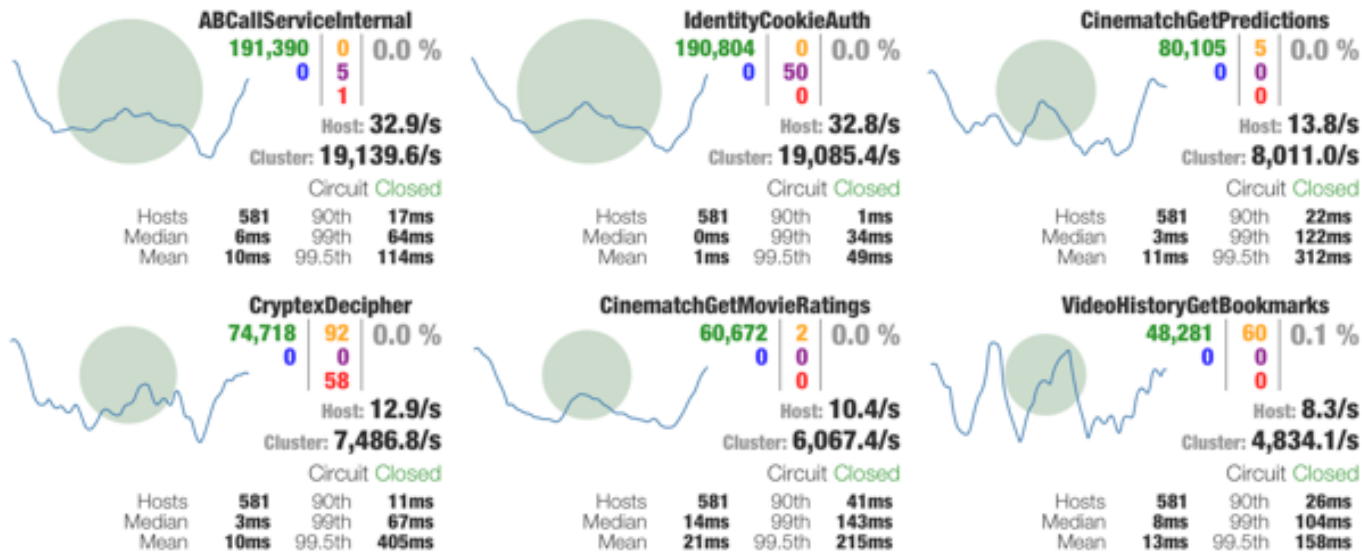 ABCallServiceInternal
191,390 0 0.0 %
0 5
1
Host: 32.9/s
Cluster: 19,139.6/s
Circuit Closed
Hosts 581 90th 17ms
Median 6ms 99th 64ms
Mean 10ms 99.5th 114ms
IdentityCookieAuth
190,804 0 0.0 %
0 50
0
Host: 32.8/s
Cluster: 19,085.4/s
Circuit Closed
Hosts 581 90th 1ms
Median 0ms 99th 34ms
Mean 1ms 99.5th 49ms
CinematchGetPredictions
80,105 5 0.0 %
0 0
0
Host: 13.8/s
Cluster: 8,011.0/s
Circuit Closed
Hosts 581 90th 22ms
Median 3ms 99th 122ms
Mean 11ms 99.5th 312ms
CryptexDecipher
74,718 92 0.0 %
0 0
58
Host: 12.9/s
Cluster: 7,486.8/s
Circuit Closed
Hosts 581 90th 11ms
Median 3ms 99th 67ms
Mean 10ms 99.5th 405ms
CinematchGetMovieRatings
60,672 2 0.0 %
0 0
0
Host: 10.4/s
Cluster: 6,067.4/s
Circuit Closed
Hosts 581 90th 41ms
Median 14ms 99th 143ms
Mean 21ms 99.5th 215ms
VideoHistoryGetBookmarks
48,281 60 0.1 %
0 0
0
Host: 8.3/s
Cluster: 4,834.1/s
Circuit Closed
Hosts 581 90th 26ms
Median 8ms 99th 104ms
Mean 13ms 99.5th 158ms